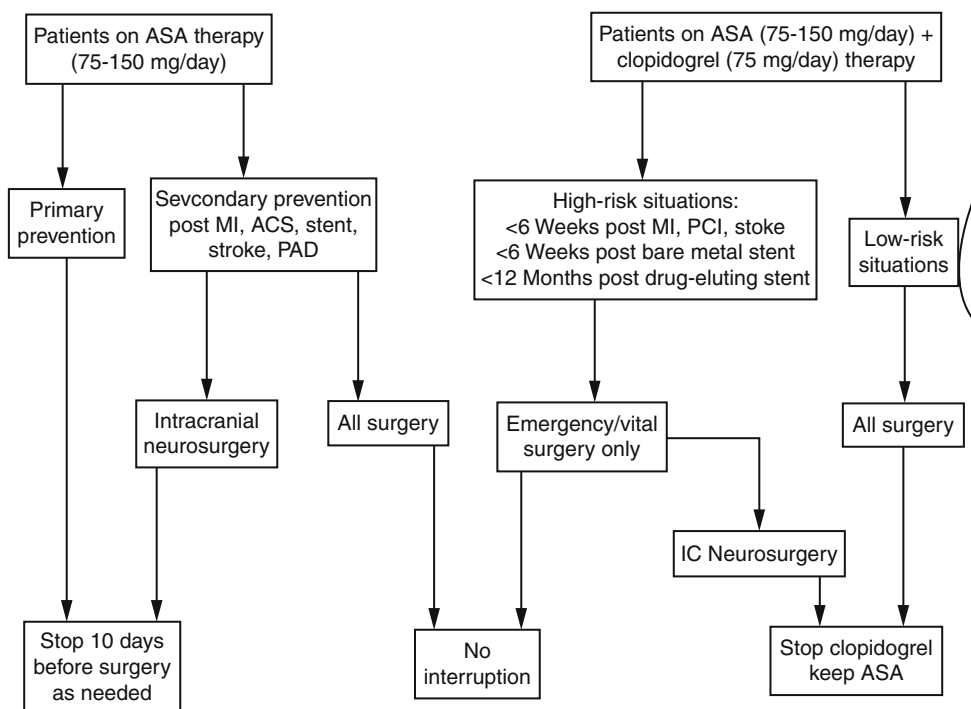 Patients on ASA therapy
(75-150 mg/day)
Patients on ASA (75-150 mg/day) +
clopidogrel (75 mg/day) therapy
Primary
prevention
Sevcondary prevention
post MI, ACS, stent,
stroke, PAD
High-risk situations:
<6 Weeks post MI, PCI, stoke
<6 Weeks post bare metal stent
<12 Months post drug-eluting stent
Low-risk
situations
Intracranial
neurosurgery
All surgery
Emergency/vital
surgery only
All surgery
IC Neurosurgery
Stop 10 days
before surgery
as needed
No
interruption
Stop clopidogrel
keep ASA